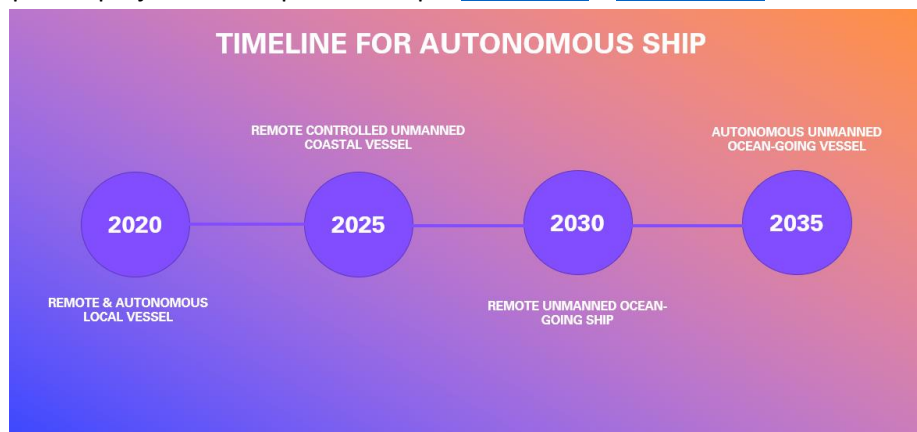 TIMELINE FOR AUTONOMOUS SHIP
REMOTE CONTROLLED UNMANNED
COASTAL VESSEL
AUTONOMOUS UNMANNED
OCEAN-GOING VESSEL
2020
2025
2030
2035
REMOTE & AUTONOMOUS
LOCAL VESSEL
REMOTE UNMANNED OCEAN-
GOING SHIP